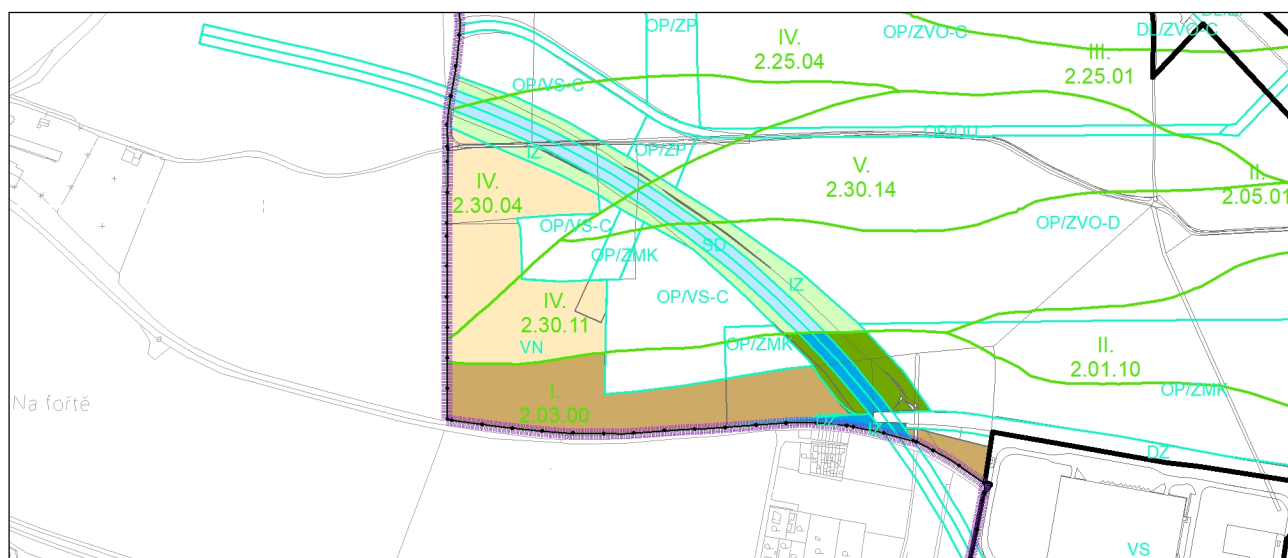 OP/ZP
IV.
2.25.04
OP/ZVO-C
DL/ZVO-C
III.
2.25.01
OP/VS-C
OP/DU
IZ
OP/ZP
IV.
2.30.04
V.
2.30.14
II.
2.05.01
OP/VS-C
OP/ZVO-D
SD
OP/ZMK
IZ
OP/VS-C
IV.
2.30.11
VN
OP/ZMK
II.
2.01.10
I.
2.03.00
OP/ZMK
Na fořtě
DZ
IZ
DZ
VS